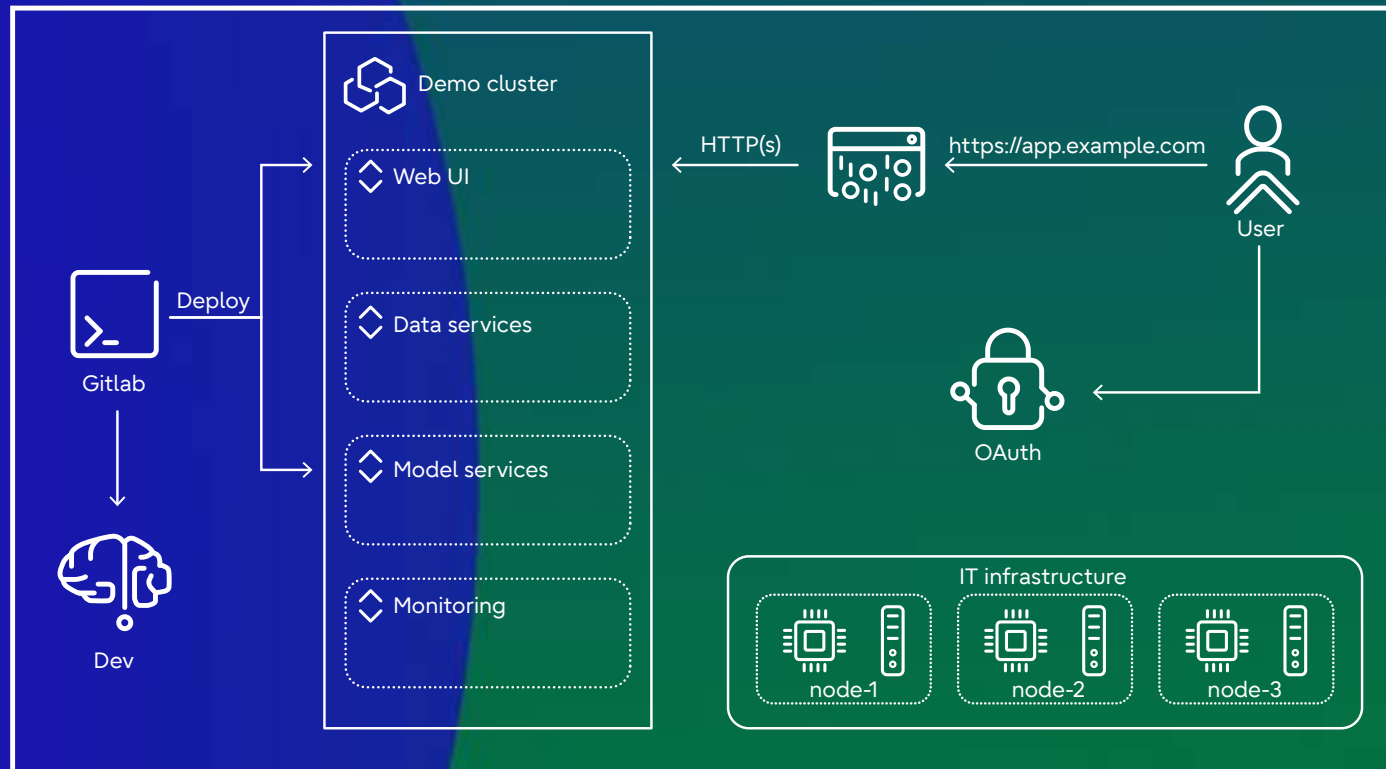 Demo cluster
Web UI
Data services
Model services
Monitoring
Deploy
Gitlab
Dev
HTTP(s)
https://app.example.com
User
OAuth
IT infrastructure
node-1
node-2
node-3